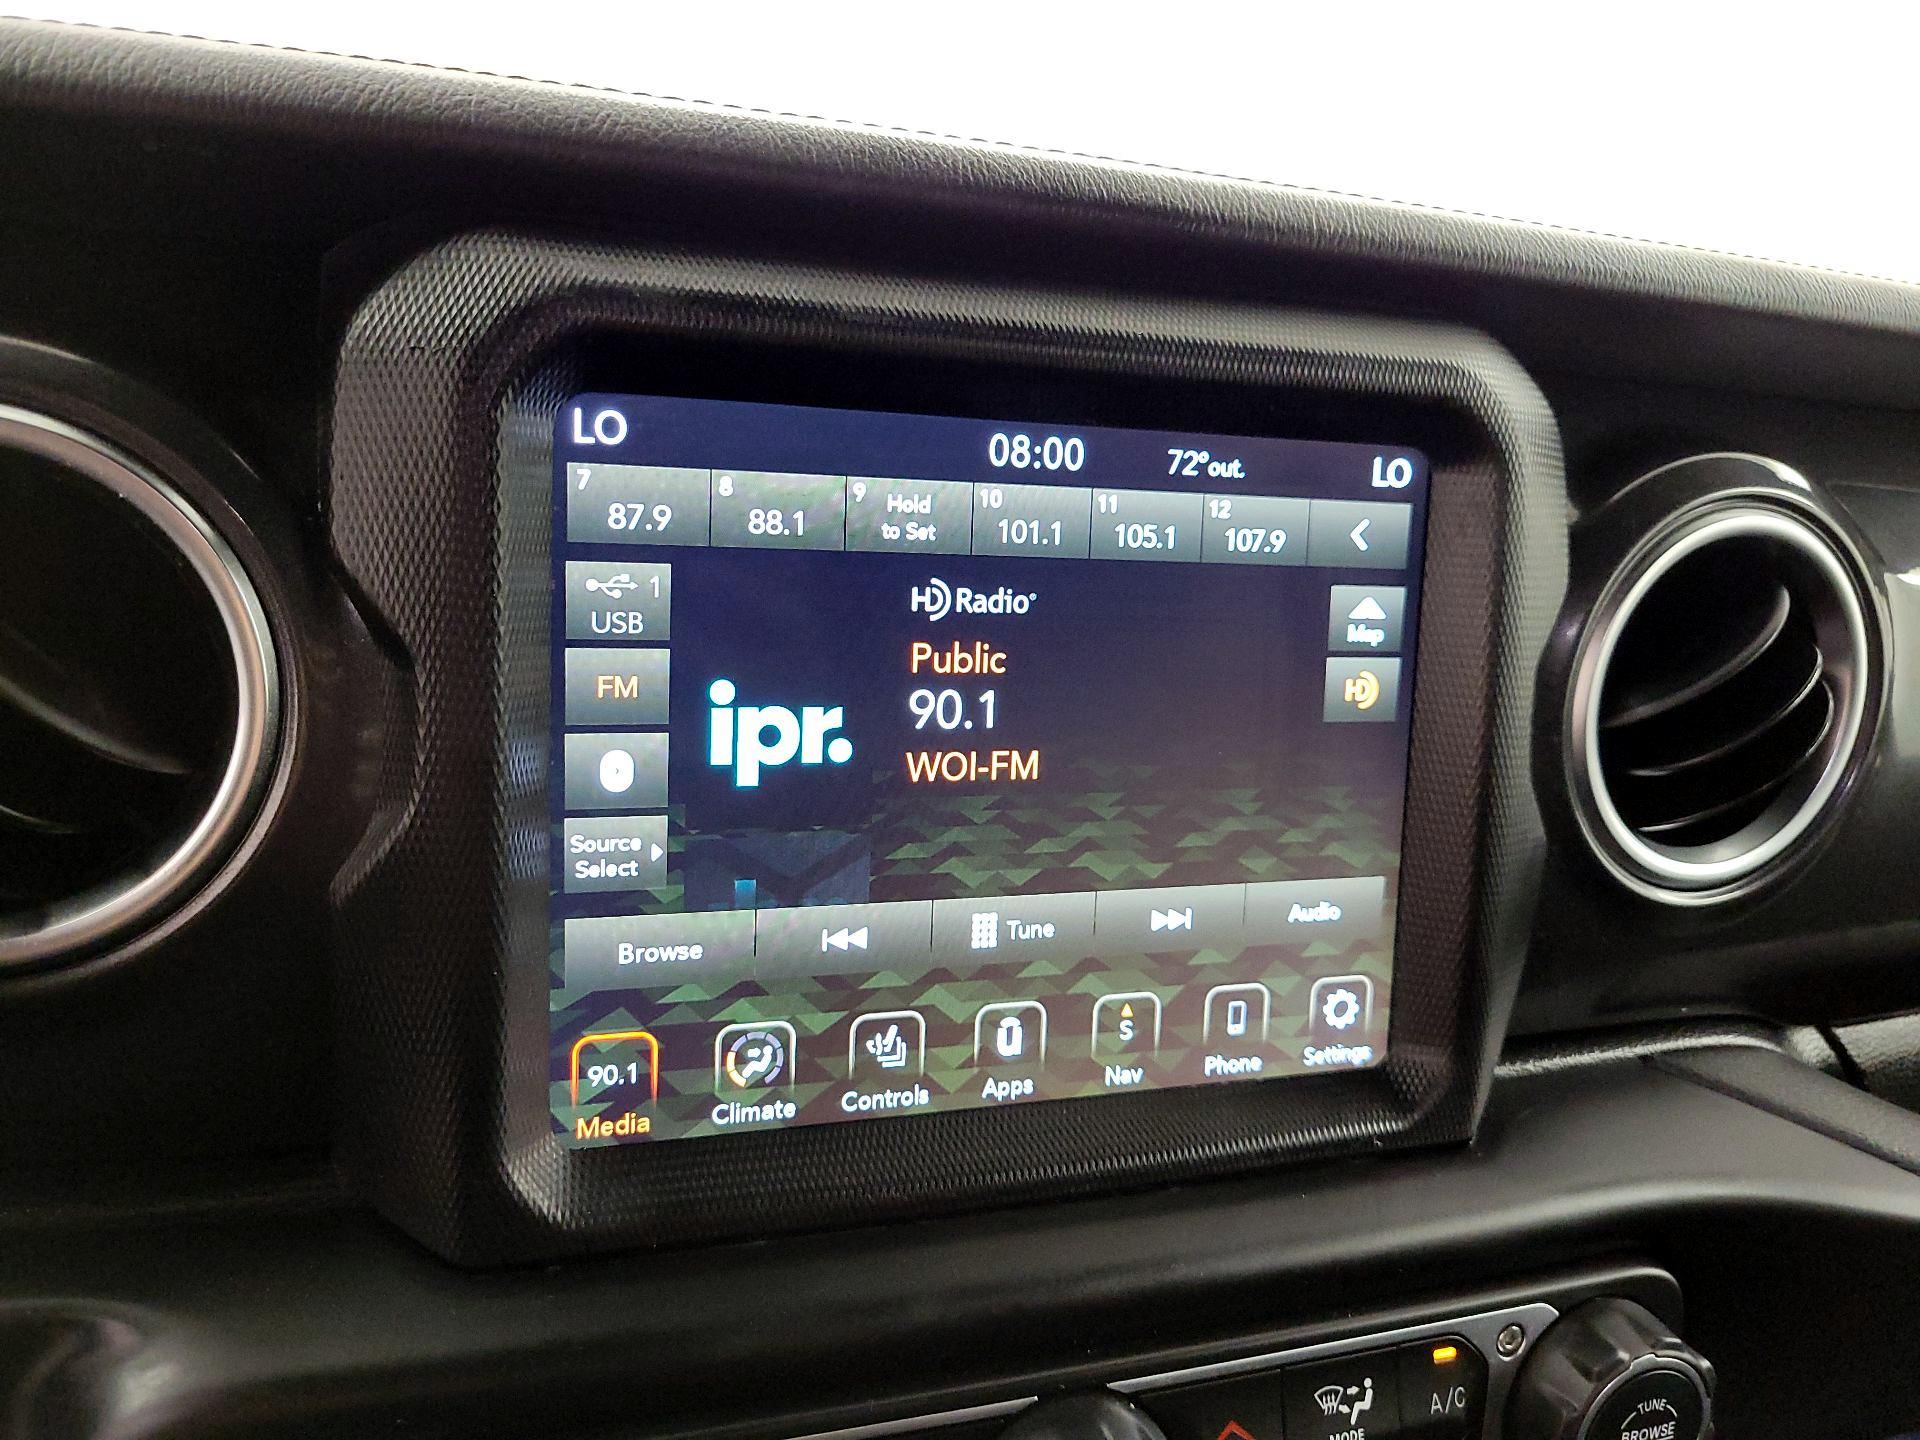 LO
08:00
72°out.
LO
7
87.9
8
88.1
9
Hold
to Set
10
101.1
11
105.1
12
107.9
1
USB
FM
Source
Select
HD Radio
ipr.
Public
90.1
WOI-FM
Map
HD
Browse
Tune
Audio
90.1
Media
Climate
Controls
Apps
S
Nav
Phone
Settings
MODE
A/C
TUNE
BROWSE